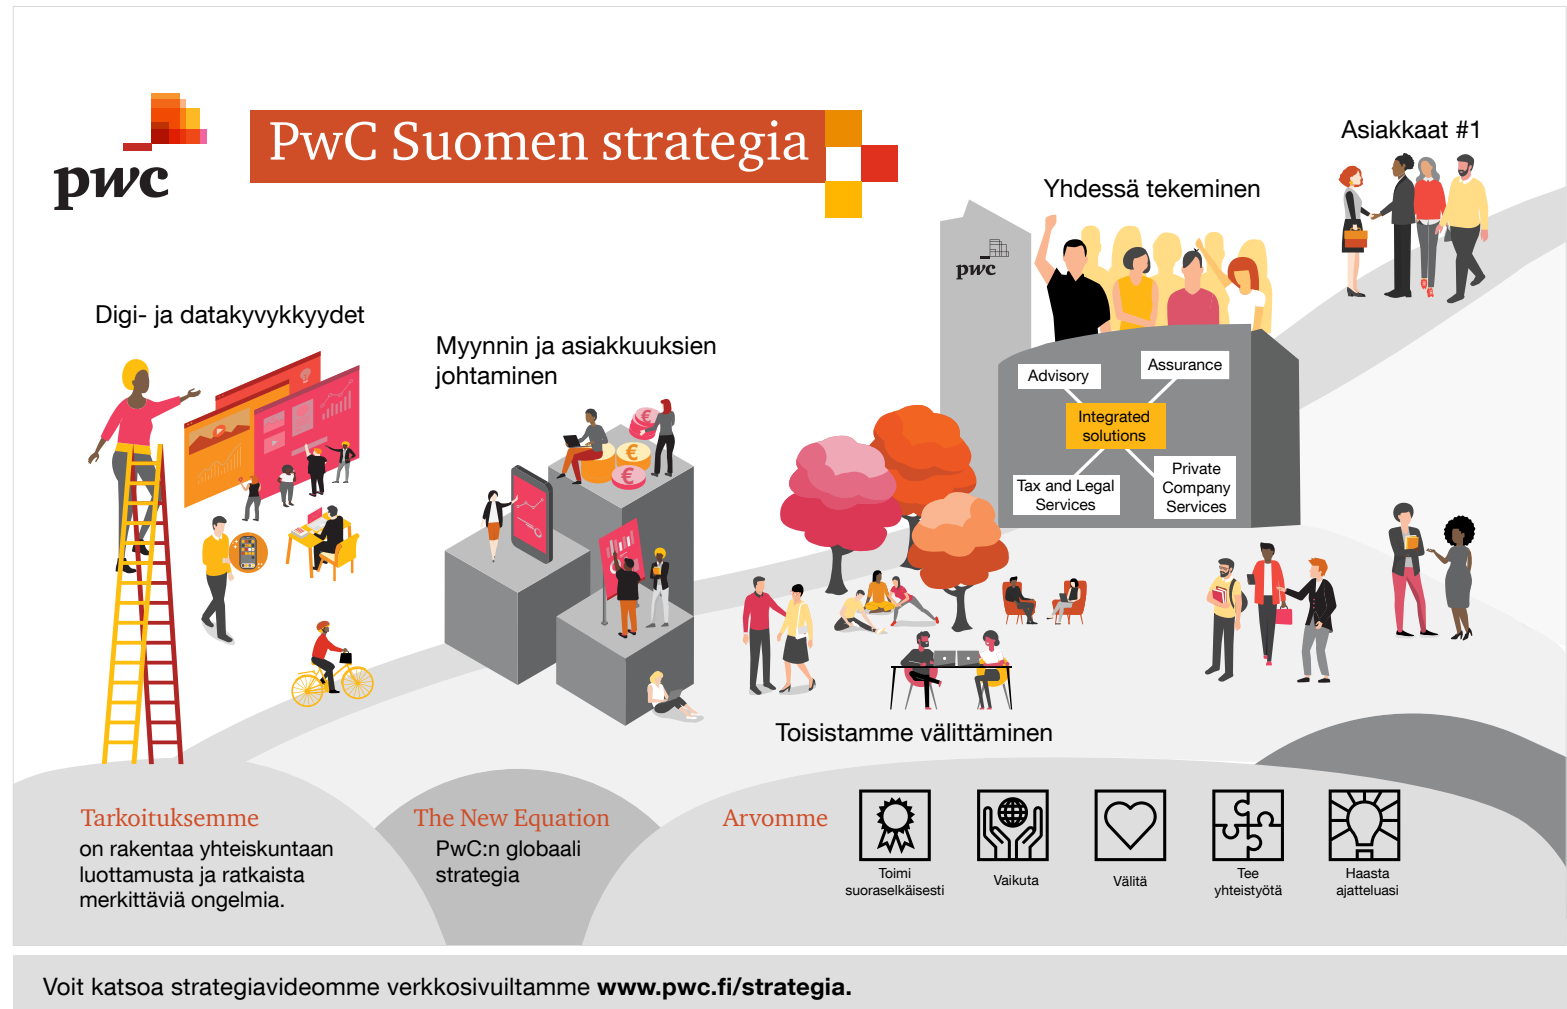 pwc
PwC Suomen strategia
Asiakkaat #1
Yhdessä tekeminen
pwc
Digi- ja datakyvykkyydet
Myynnin ja asiakkuuksien
johtaminen
Advisory
Assurance
Integrated
solutions
Tax and Legal
Services
Private
Company
Services
€
€
€
Toisistamme välittäminen
Tarkoituksemme
on rakentaa yhteiskuntaan
luottamusta ja ratkaista
merkittäviä ongelmia.
The New Equation
PwC:n globaali
strategia
Arvomme
Toimi
suoraselkäisesti
Vaikuta
Välitä
Tee
yhteistyötä
Haasta
ajatteluasi
Voit katsoa strategiavideomme verkkosivuiltamme www.pwc.fi/strategia.